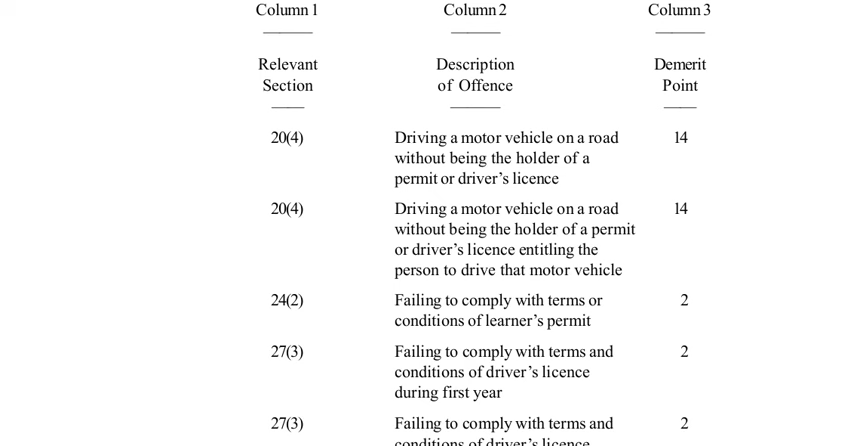 Column 1 Column 2 Column 3
Relevant Description Demerit
Section of Offence Point
20(4) Driving a motor vehicle on a road 14
without being the holder of a
permit or driver’s licence
20(4) Driving a motor vehicle on a road 14
without being the holder of a permit
or driver’s licence entitling the
person to drive that motor vehicle
24(2) Failing to comply with terms or 2
conditions of learner’s permit
27(3) Failing to comply with terms and 2
conditions of driver’s licence
during first year
27(3) Failing to comply with terms and 2
conditions of driver’s licence